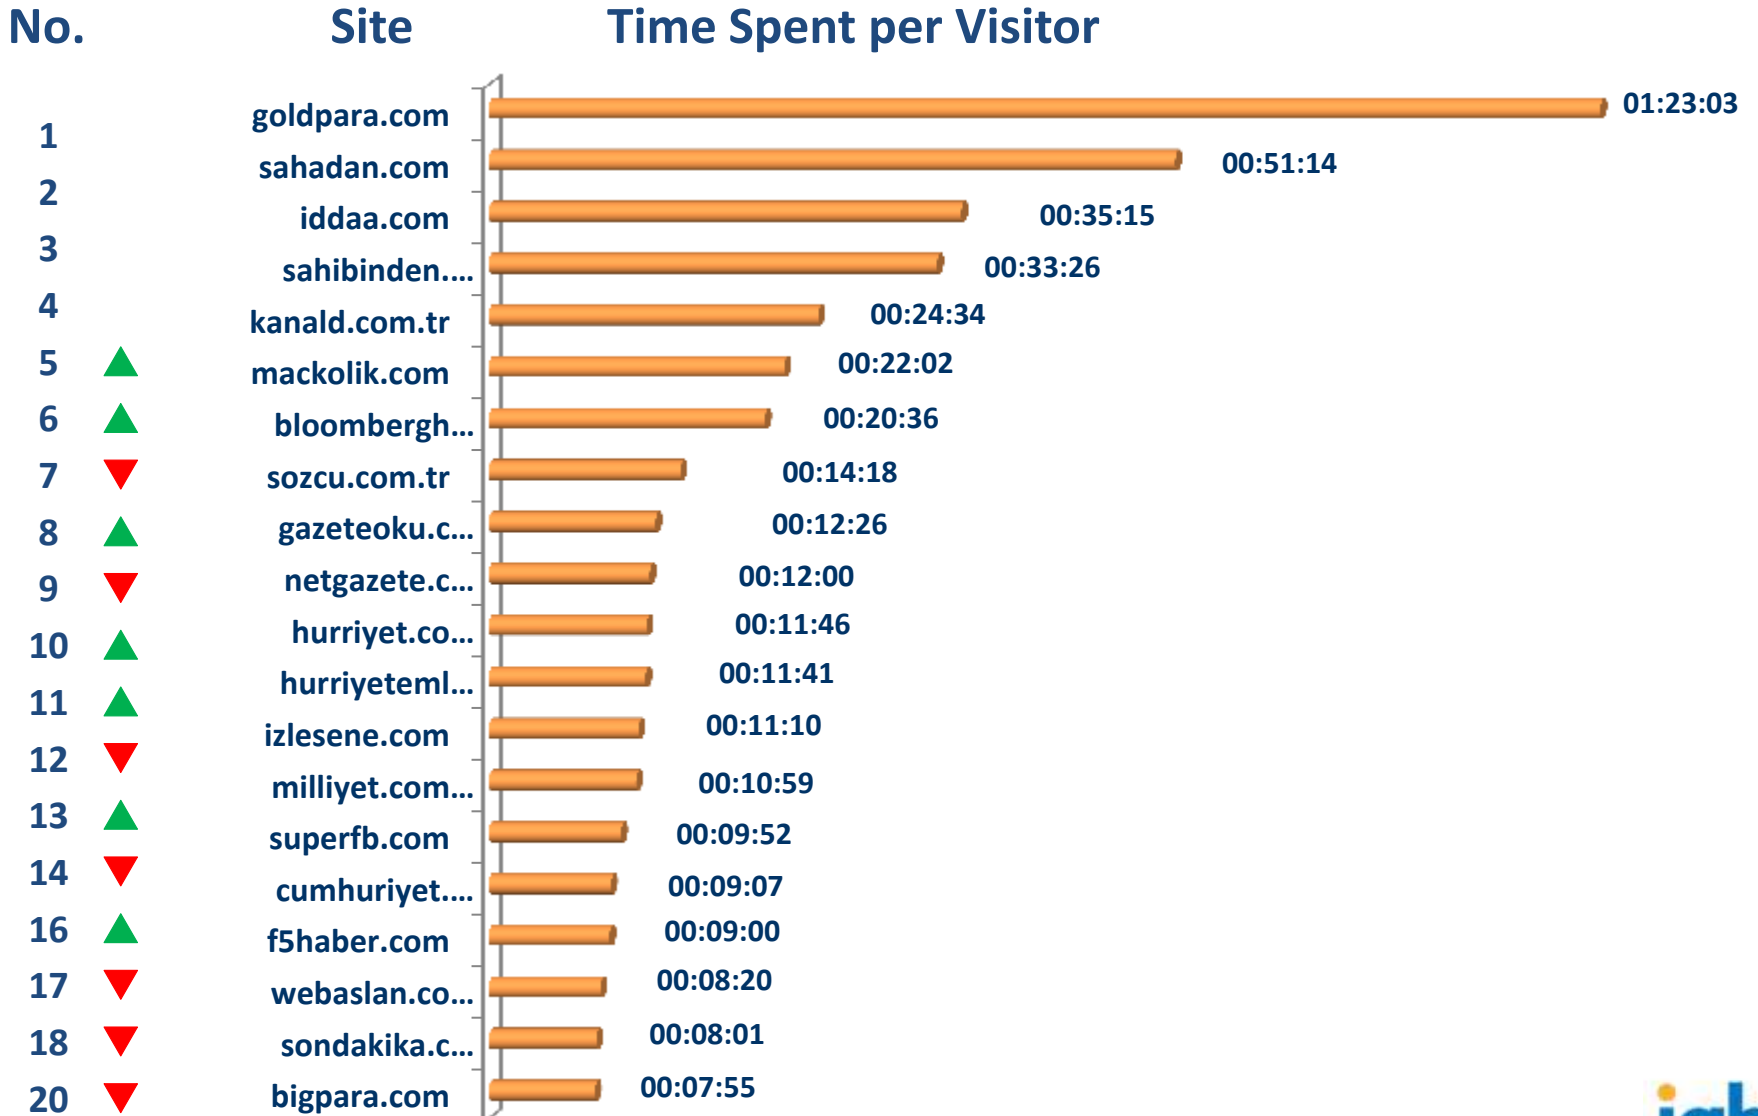 No. Site Time Spent per Visitor
goldpara.com 01:23:03
1
sahadan.com 00:51:14
2
iddaa.com 00:35:15
3
sahibinden.... 00:33:26
4
kanald.com.tr 00:24:34
5
mackolik.com 00:22:02
6
bloombergh... 00:20:36
7
sozcu.com.tr 00:14:18
8
gazeteoku.c... 00:12:26
9
netgazete.c... 00:12:00
10
hurriyet.co... 00:11:46
11
hurriyeteml... 00:11:41
12
izlesene.com 00:11:10
13
milliyet.com... 00:10:59
14
superfb.com 00:09:52
cumhuriyet.... 00:09:07
16
f5haber.com 00:09:00
17
webaslan.co... 00:08:20
18
sondakika.c... 00:08:01
20
bigpara.com 00:07:55